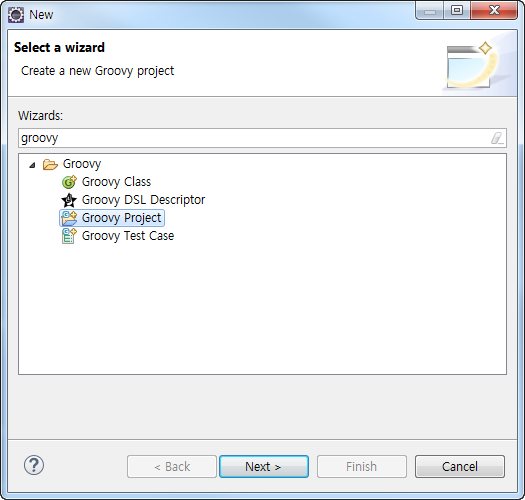 New
Select a wizard
Create a new Groovy project
Wizards:
groovy
Groovy
Groovy Class
Groovy DSL Descriptor
Groovy Project
Groovy Test Case
< Back
Next >
Finish
Cancel